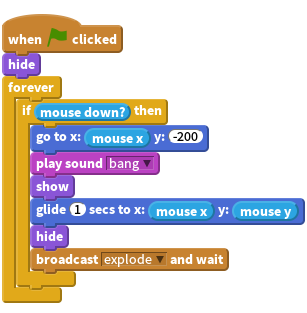 when clicked
hide
forever
if mouse down? then
go to x: mouse x y: -200
play sound bang
show
glide 1 secs to x: mouse x y: mouse y
hide
broadcast explode and wait